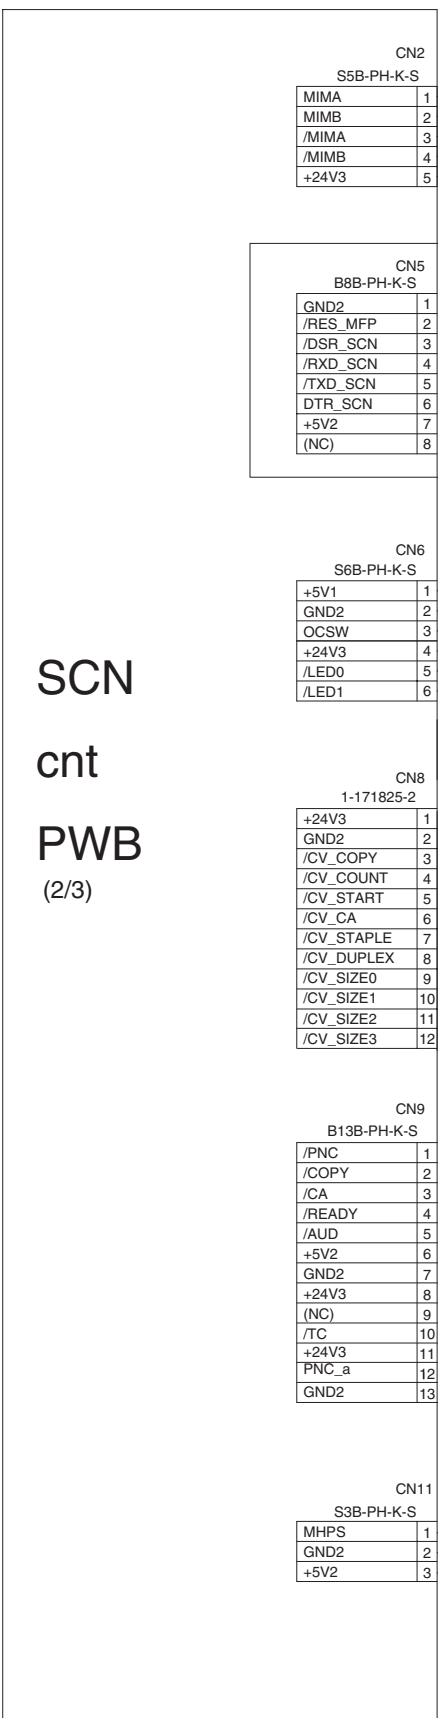 CN2
S5B-PH-K-S
MIMA 1
MIMB 2
/MIMA 3
/MIMB 4
+24V3 5
CN5
B8B-PH-K-S
GND2 1
/RES_MFP 2
/DSR_SCN 3
/RXD_SCN 4
/TXD_SCN 5
DTR_SCN 6
+5V2 7
(NC) 8
CN6
S6B-PH-K-S
+5V1 1
GND2 2
OCSW 3
+24V3 4
/LED0 5
/LED1 6
SCN
cnt
PWB
(2/3)
CN8
1-171825-2
+24V3 1
GND2 2
/CV_COPY 3
/CV_COUNT 4
/CV_START 5
/CV_CA 6
/CV_STAPLE 7
/CV_DUPLEX 8
/CV_SIZE0 9
/CV_SIZE1 10
/CV_SIZE2 11
/CV_SIZE3 12
CN9
B13B-PH-K-S
/PNC 1
/COPY 2
/CA 3
/READY 4
/AUD 5
+5V2 6
GND2 7
+24V3 8
(NC) 9
/TC 10
+24V3 11
PNC_a 12
GND2 13
CN11
S3B-PH-K-S
MHPS 1
GND2 2
+5V2 3